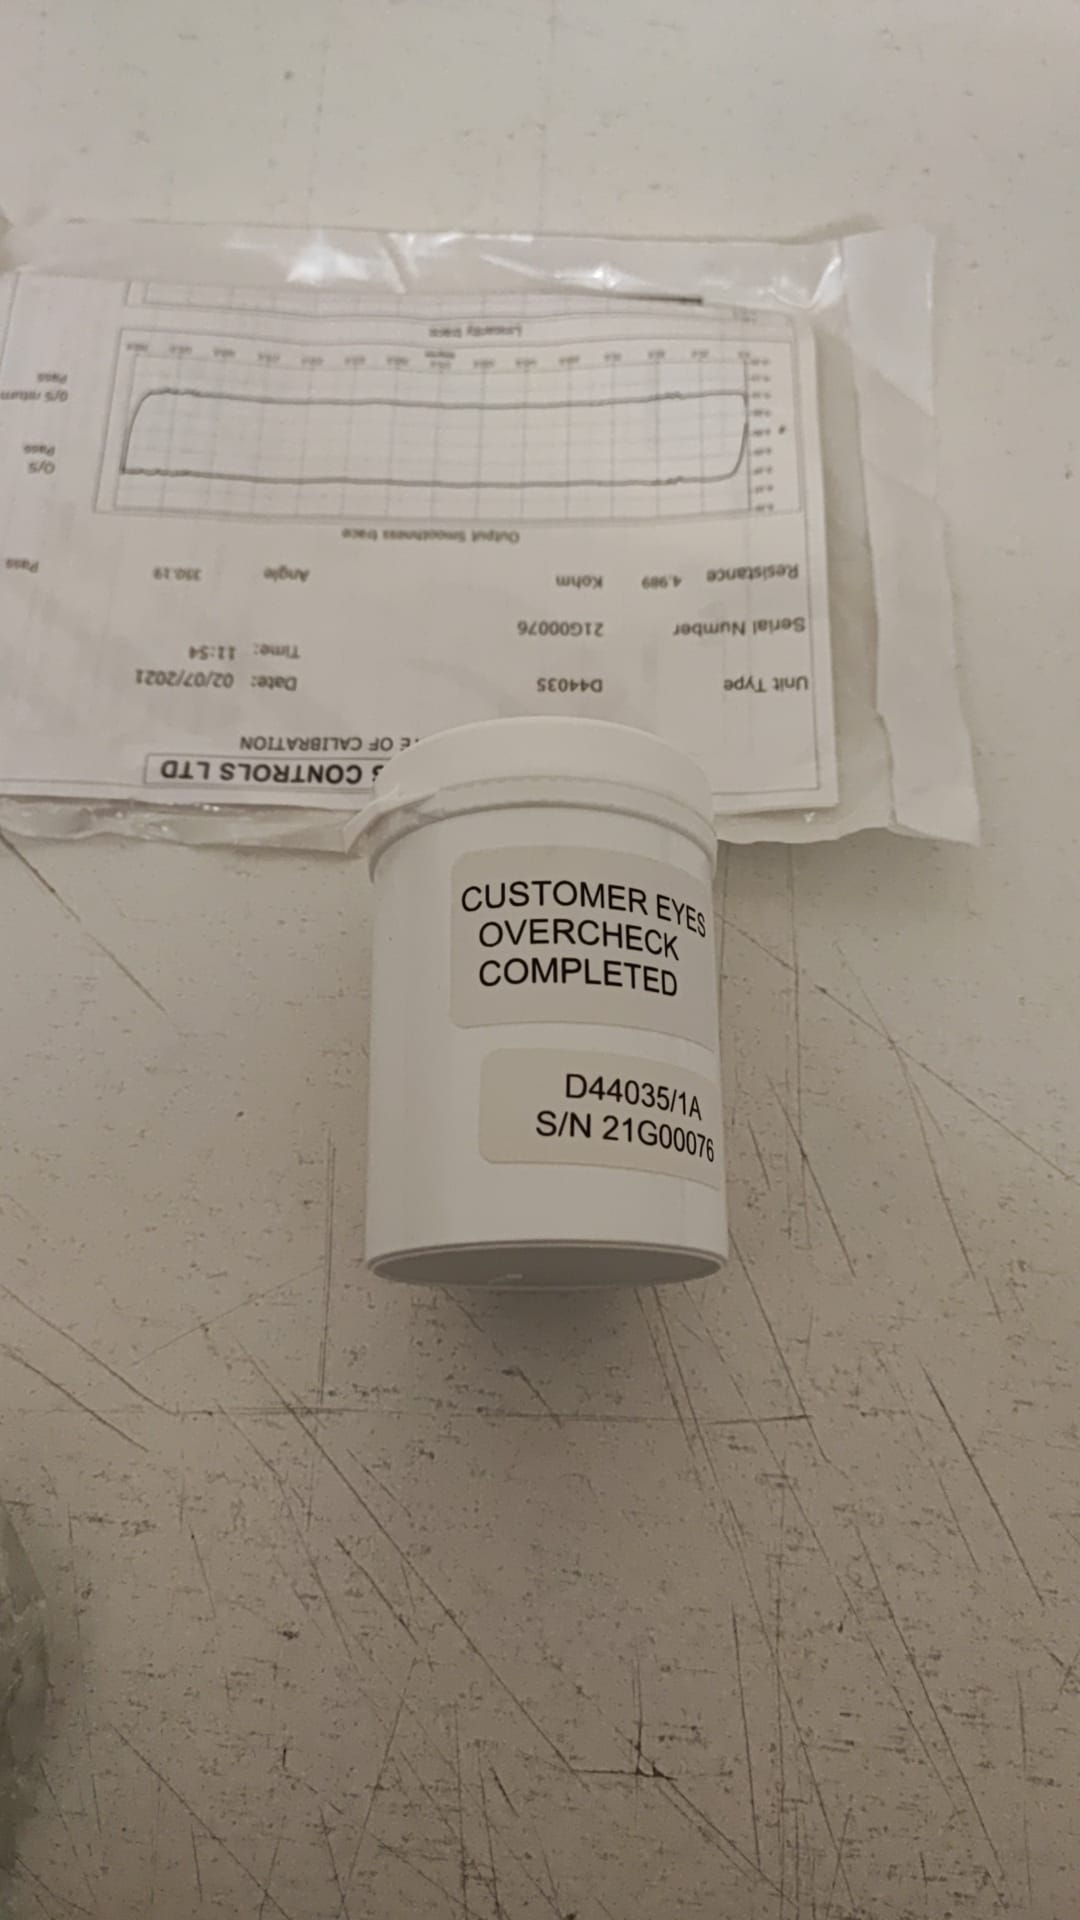 CUSTOMER EYES
OVERCHECK
COMPLETED
D44035/1A
S/N 21G00076
CONTROLS LTD
OF CALIBRATION
Unit Type D44035 Date: 02/07/2021
Time: 11:54
Serial Number 21G00076
Resistance 4.989 Kohm Angle 350.19 Pass
Output Smoothness trace
O/S
Pass
O/S return
Pass
Linearity trace